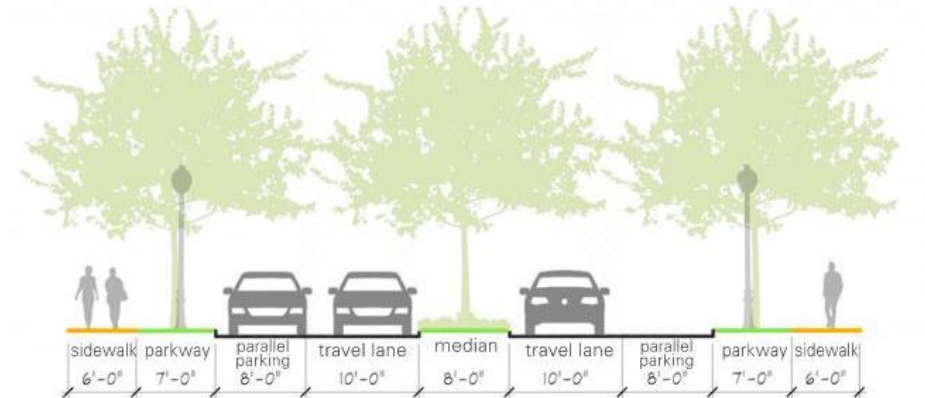 sidewalk parkway parallel parking travel lane median travel lane parallel parking parkway sidewalk
6'-0" 7'-0" 8'-0" 10'-0" 8'-0" 10'-0" 8'-0" 7'-0" 6'-0"